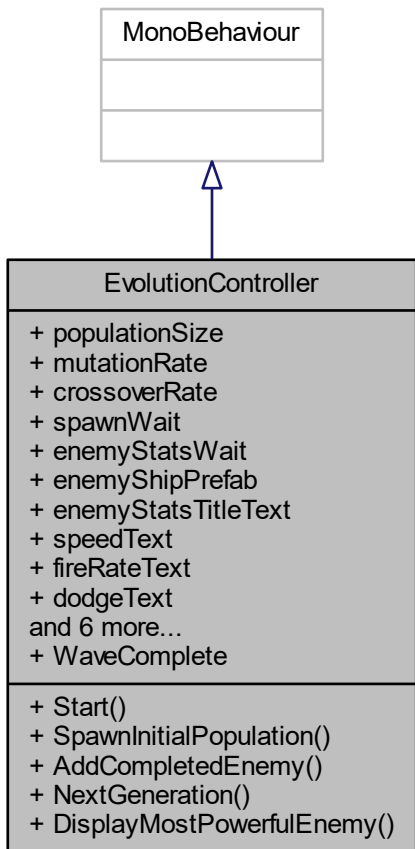 MonoBehaviour
EvolutionController
+ populationSize
+ mutationRate
+ crossoverRate
+ spawnWait
+ enemyStatsWait
+ enemyShipPrefab
+ enemyStatsTitleText
+ speedText
+ fireRateText
+ dodgeText
and 6 more...
+ WaveComplete
+ Start()
+ SpawnInitialPopulation()
+ AddCompletedEnemy()
+ NextGeneration()
+ DisplayMostPowerfulEnemy()